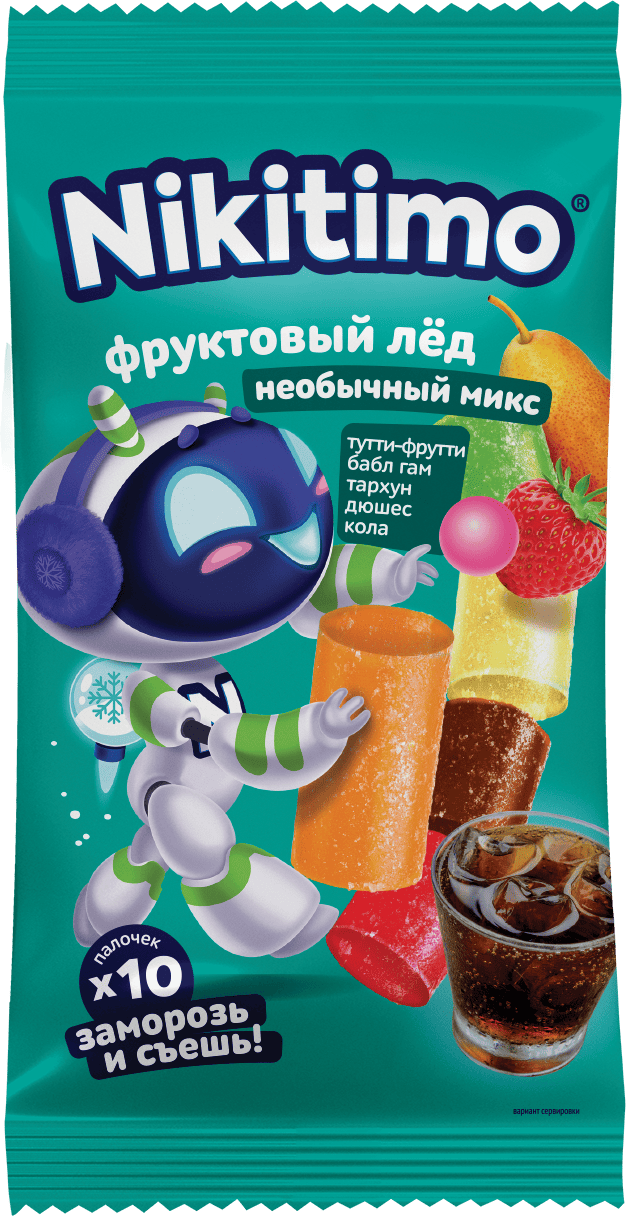 Nikitimo®
фруктовый лёд
необычный микс
тутти-фрутти
бабл гам
тархун
дюшес
кола
N
палочек
x10
заморозь
и съешь!
вариант сервировки